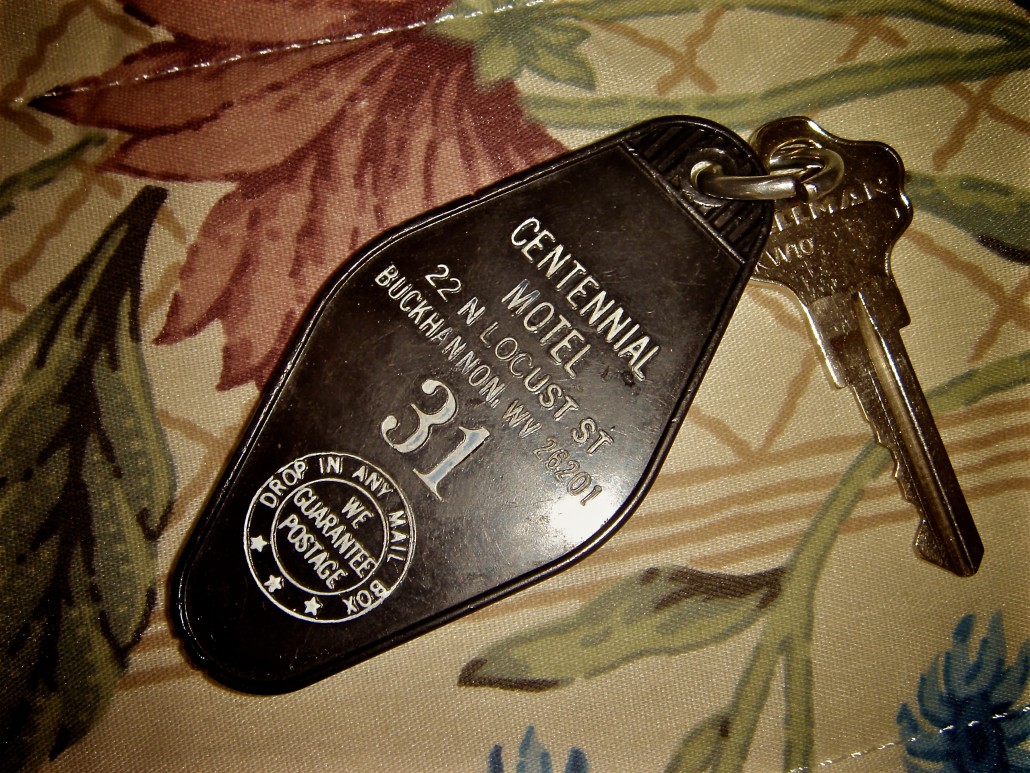 CENTENNIAL
MOTEL
22 N LOCUST ST
BUCKHANNON, WV 26201
31
DROP IN ANY MAIL BOX
WE
GUARANTEE
POSTAGE